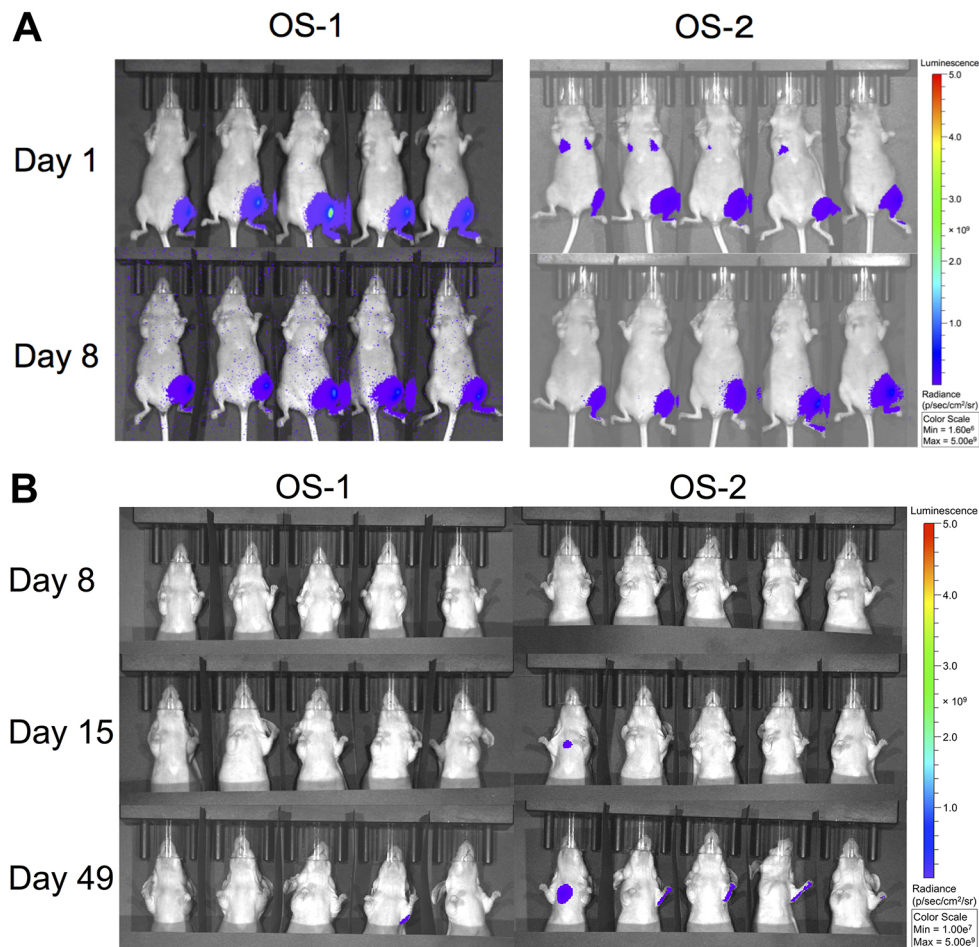 A
OS-1
OS-2
Day 1
Day 8
Luminescence
5.0
4.0
3.0
× 10⁹
2.0
1.0
Radiance
(p/sec/cm²/sr)
Color Scale
Min = 1.60e⁶
Max = 5.00e⁹
B
OS-1
OS-2
Day 8
Day 15
Day 49
Luminescence
5.0
4.0
3.0
× 10⁹
2.0
1.0
Radiance
(p/sec/cm²/sr)
Color Scale
Min = 1.00e⁷
Max = 5.00e⁹